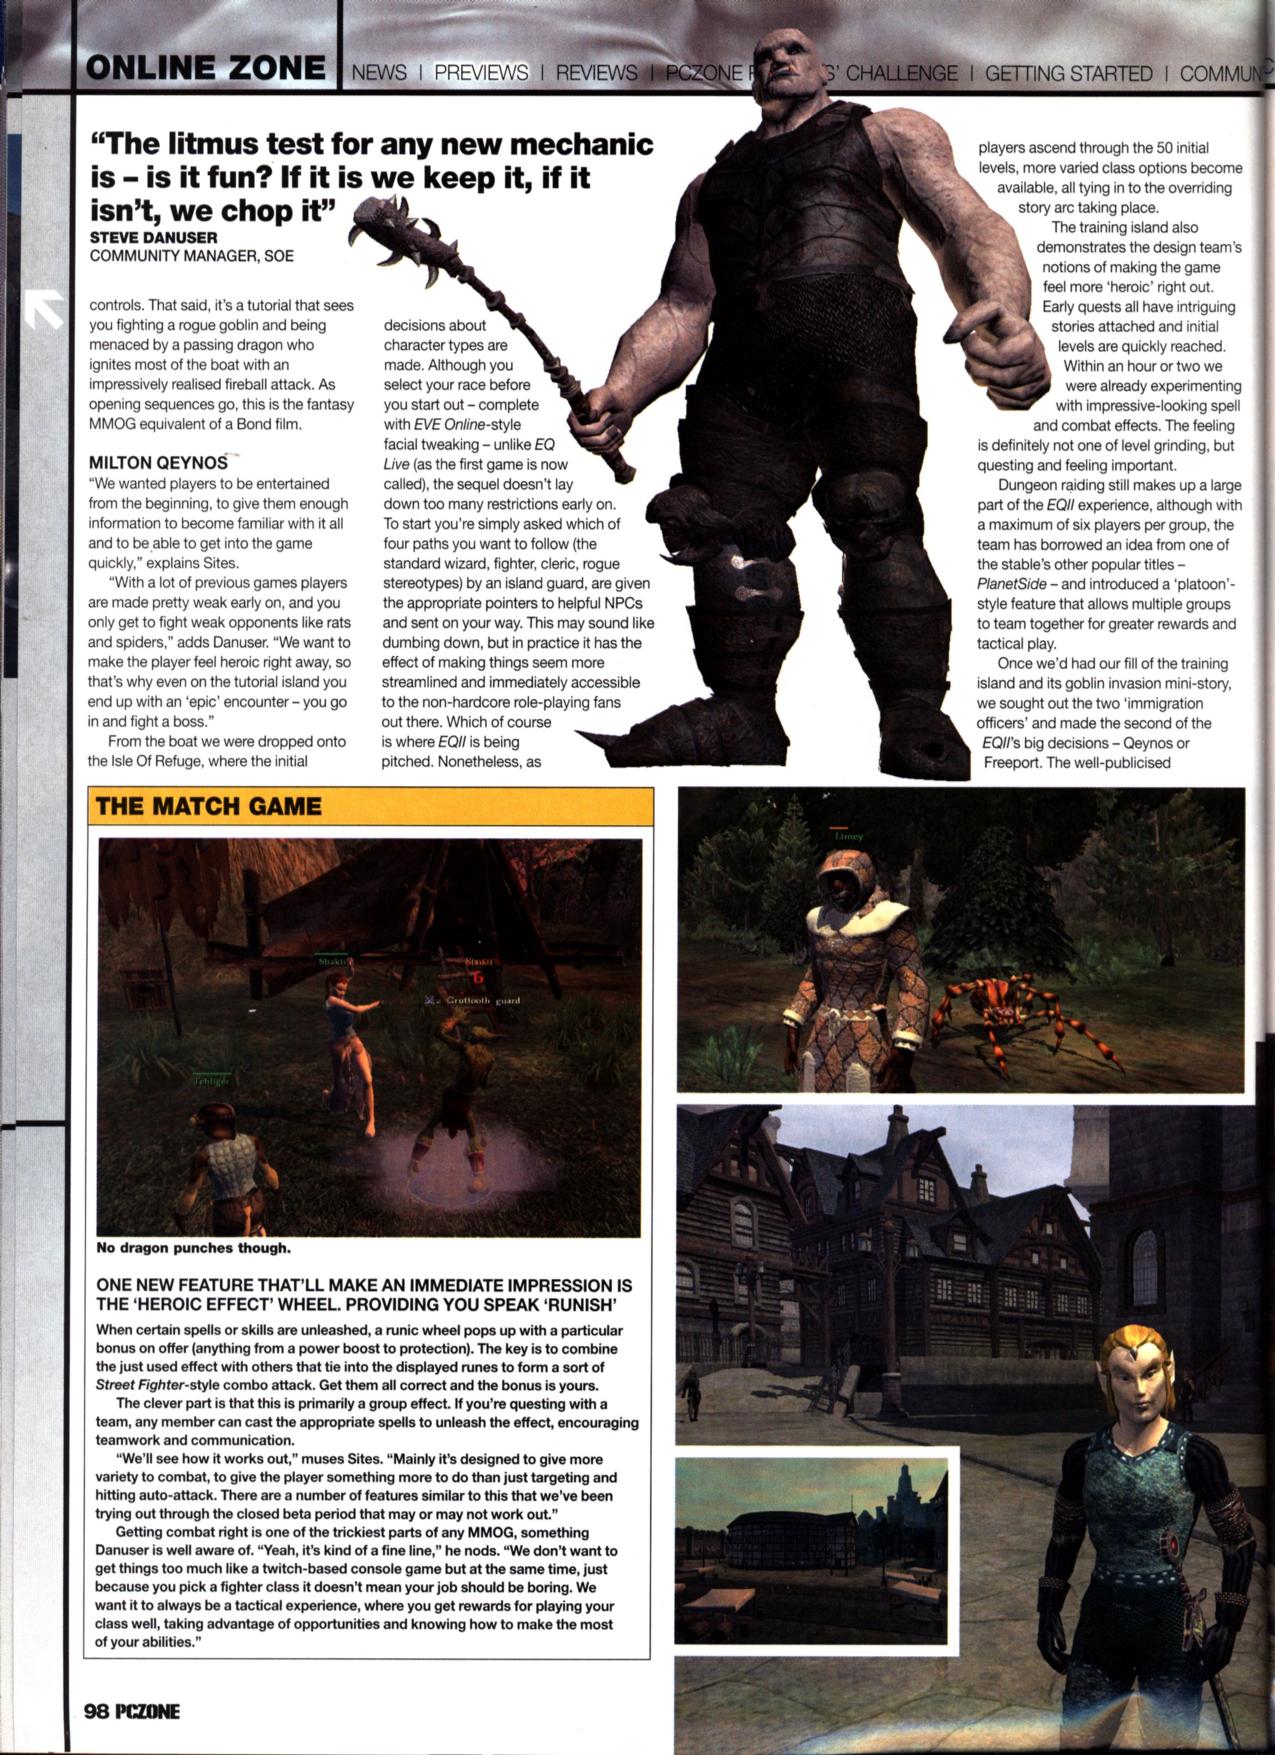 ONLINE ZONE
NEWS | PREVIEWS | REVIEWS | PCZONE S' CHALLENGE | GETTING STARTED | COMMUN
“The litmus test for any new mechanic
is – is it fun? If it is we keep it, if it
isn’t, we chop it”
STEVE DANUSER
COMMUNITY MANAGER, SOE
controls. That said, it’s a tutorial that sees
you fighting a rogue goblin and being
menaced by a passing dragon who
ignites most of the boat with an
impressively realised fireball attack. As
opening sequences go, this is the fantasy
MMOG equivalent of a Bond film.
MILTON QEYNOS
“We wanted players to be entertained
from the beginning, to give them enough
information to become familiar with it all
and to be able to get into the game
quickly,” explains Sites.
“With a lot of previous games players
are made pretty weak early on, and you
only get to fight weak opponents like rats
and spiders,” adds Danuser. “We want to
make the player feel heroic right away, so
that’s why even on the tutorial island you
end up with an ‘epic’ encounter – you go
in and fight a boss.”
From the boat we were dropped onto
the Isle Of Refuge, where the initial
decisions about
character types are
made. Although you
select your race before
you start out – complete
with EVE Online-style
facial tweaking – unlike EQ
Live (as the first game is now
called), the sequel doesn’t lay
down too many restrictions early on.
To start you’re simply asked which of
four paths you want to follow (the
standard wizard, fighter, cleric, rogue
stereotypes) by an island guard, are given
the appropriate pointers to helpful NPCs
and sent on your way. This may sound like
dumbing down, but in practice it has the
effect of making things seem more
streamlined and immediately accessible
to the non-hardcore role-playing fans
out there. Which of course
is where EQII is being
pitched. Nonetheless, as
players ascend through the 50 initial
levels, more varied class options become
available, all tying in to the overriding
story arc taking place.
The training island also
demonstrates the design team’s
notions of making the game
feel more ‘heroic’ right out.
Early quests all have intriguing
stories attached and initial
levels are quickly reached.
Within an hour or two we
were already experimenting
with impressive-looking spell
and combat effects. The feeling
is definitely not one of level grinding, but
questing and feeling important.
Dungeon raiding still makes up a large
part of the EQII experience, although with
a maximum of six players per group, the
team has borrowed an idea from one of
the stable’s other popular titles –
PlanetSide – and introduced a ‘platoon’-
style feature that allows multiple groups
to team together for greater rewards and
tactical play.
Once we’d had our fill of the training
island and its goblin invasion mini-story,
we sought out the two ‘immigration
officers’ and made the second of the
EQII’s big decisions – Qeynos or
Freeport. The well-publicised
THE MATCH GAME
Gruttooth guard
Limey
No dragon punches though.
ONE NEW FEATURE THAT’LL MAKE AN IMMEDIATE IMPRESSION IS
THE ‘HEROIC EFFECT’ WHEEL. PROVIDING YOU SPEAK ‘RUNISH’
When certain spells or skills are unleashed, a runic wheel pops up with a particular
bonus on offer (anything from a power boost to protection). The key is to combine
the just used effect with others that tie into the displayed runes to form a sort of
Street Fighter-style combo attack. Get them all correct and the bonus is yours.
The clever part is that this is primarily a group effect. If you’re questing with a
team, any member can cast the appropriate spells to unleash the effect, encouraging
teamwork and communication.
“We’ll see how it works out,” muses Sites. “Mainly it’s designed to give more
variety to combat, to give the player something more to do than just targeting and
hitting auto-attack. There are a number of features similar to this that we’ve been
trying out through the closed beta period that may or may not work out.”
Getting combat right is one of the trickiest parts of any MMOG, something
Danuser is well aware of. “Yeah, it’s kind of a fine line,” he nods. “We don’t want to
get things too much like a twitch-based console game but at the same time, just
because you pick a fighter class it doesn’t mean your job should be boring. We
want it to always be a tactical experience, where you get rewards for playing your
class well, taking advantage of opportunities and knowing how to make the most
of your abilities.”
98 PCZONE